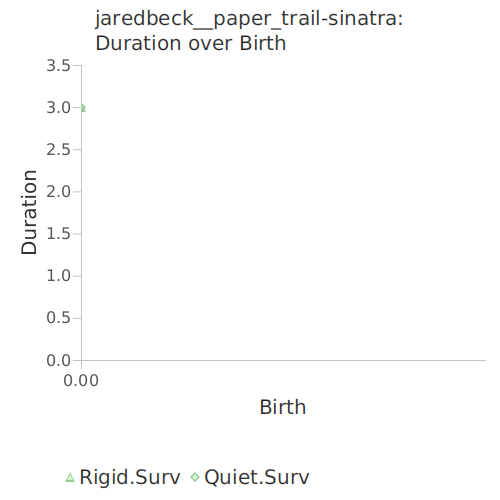 jaredbeck__paper_trail-sinatra:
Duration over Birth
3.5
3.0
2.5
2.0
1.5
1.0
0.5
0.0
Duration
0.00
Birth
Rigid.Surv Quiet.Surv